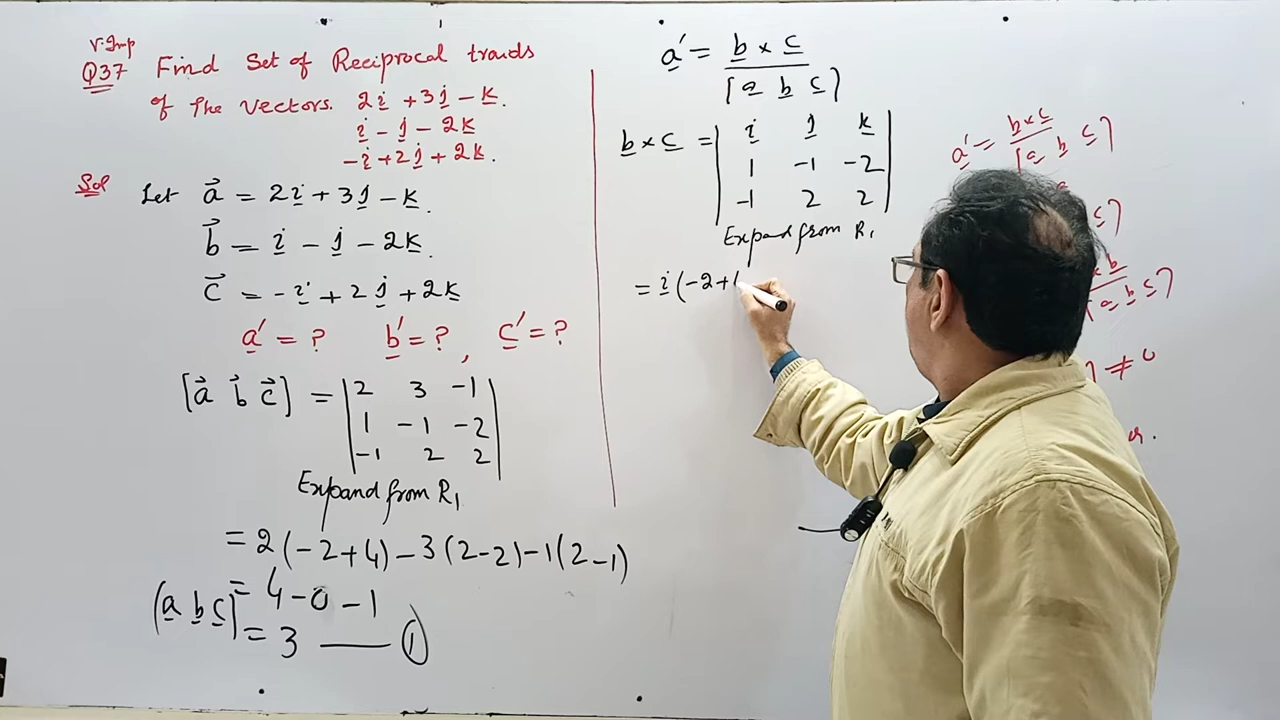 V. Imp
Q37 Find Set of Reciprocal traids
of The Vectors. 2i + 3j - k.
i - j - 2k
-i + 2j + 2k.
Sol Let a⃗ = 2i + 3j - k.
b⃗ = i - j - 2k.
c⃗ = -i + 2j + 2k
a' = ? b' = ? , c' = ?
[a⃗ b⃗ c⃗] = | 2 3 -1 |
| 1 -1 -2 |
| -1 2 2 |
Expand from R₁
= 2(-2+4) - 3(2-2) - 1(2-1)
[a b c] = 4 - 0 - 1
= 3 —— ①
a' = b × c
[a b c]
b × c = | i j k |
| 1 -1 -2 |
| -1 2 2 |
Expand from R₁
= i(-2+
a' = b×c
[a b c]
c]
b
[a b c]
≠ 0